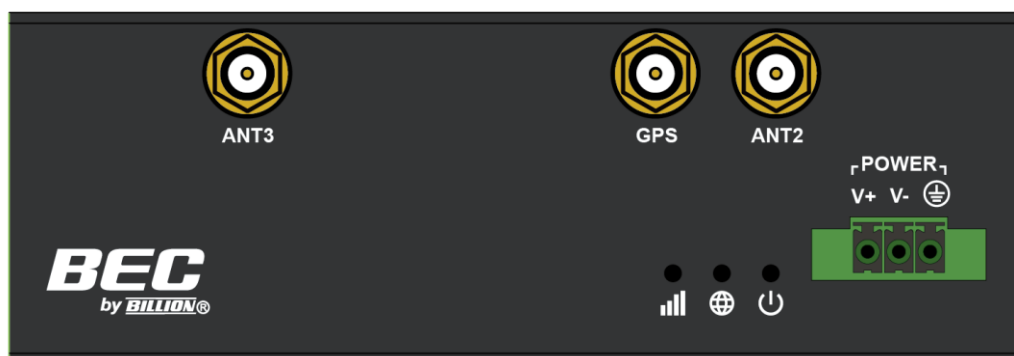 ANT3
GPS ANT2
POWER
V+ V-
BEC
by BILLION®